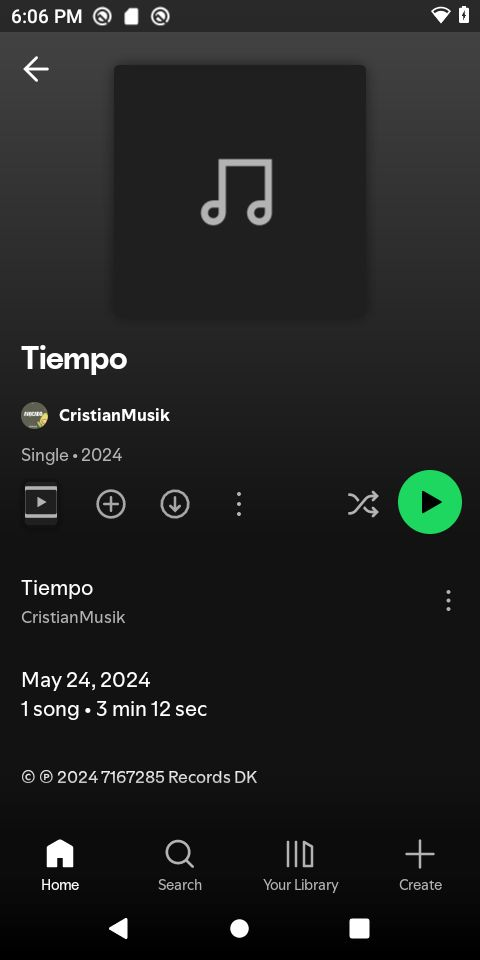 6:06 PM
Tiempo
CristianMusik
Single • 2024
Tiempo
CristianMusik
May 24, 2024
1 song • 3 min 12 sec
© ℗ 2024 7167285 Records DK
Home
Search
Your Library
Create